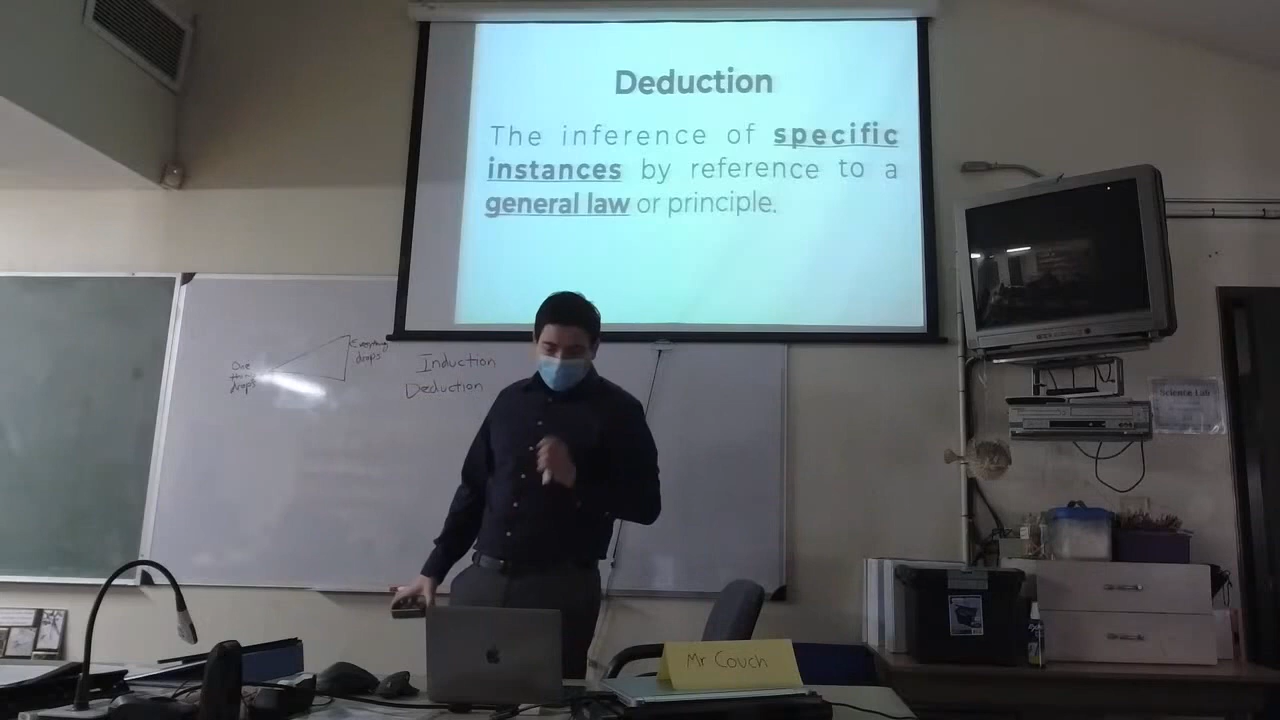 Deduction
The inference of specific
instances by reference to a
general law or principle.
Everything
drops
One
thing
drops
Induction
Deduction
Science Lab
Mr Couch